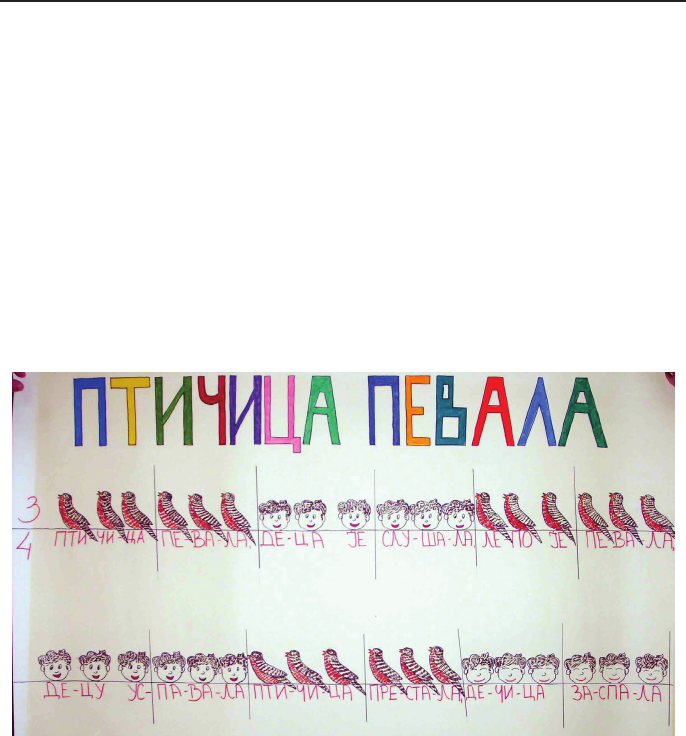 ПТИЧИЦА ПЕВАЛА
3
4
ПТИ-ЧИ-ЦА ПЕ-ВА-ЛА, ДЕ-ЦА ЈЕ СЛУ-ША-ЛА, ЛЕ-ПО ЈЕ ПЕ-ВА-ЛА,
ДЕ-ЦУ УС-ПА-ВА-ЛА ПТИ-ЧИ-ЦА ПРЕ-СТА-ЛА, ДЕ-ЧИ-ЦА ЗА-СПА-ЛА